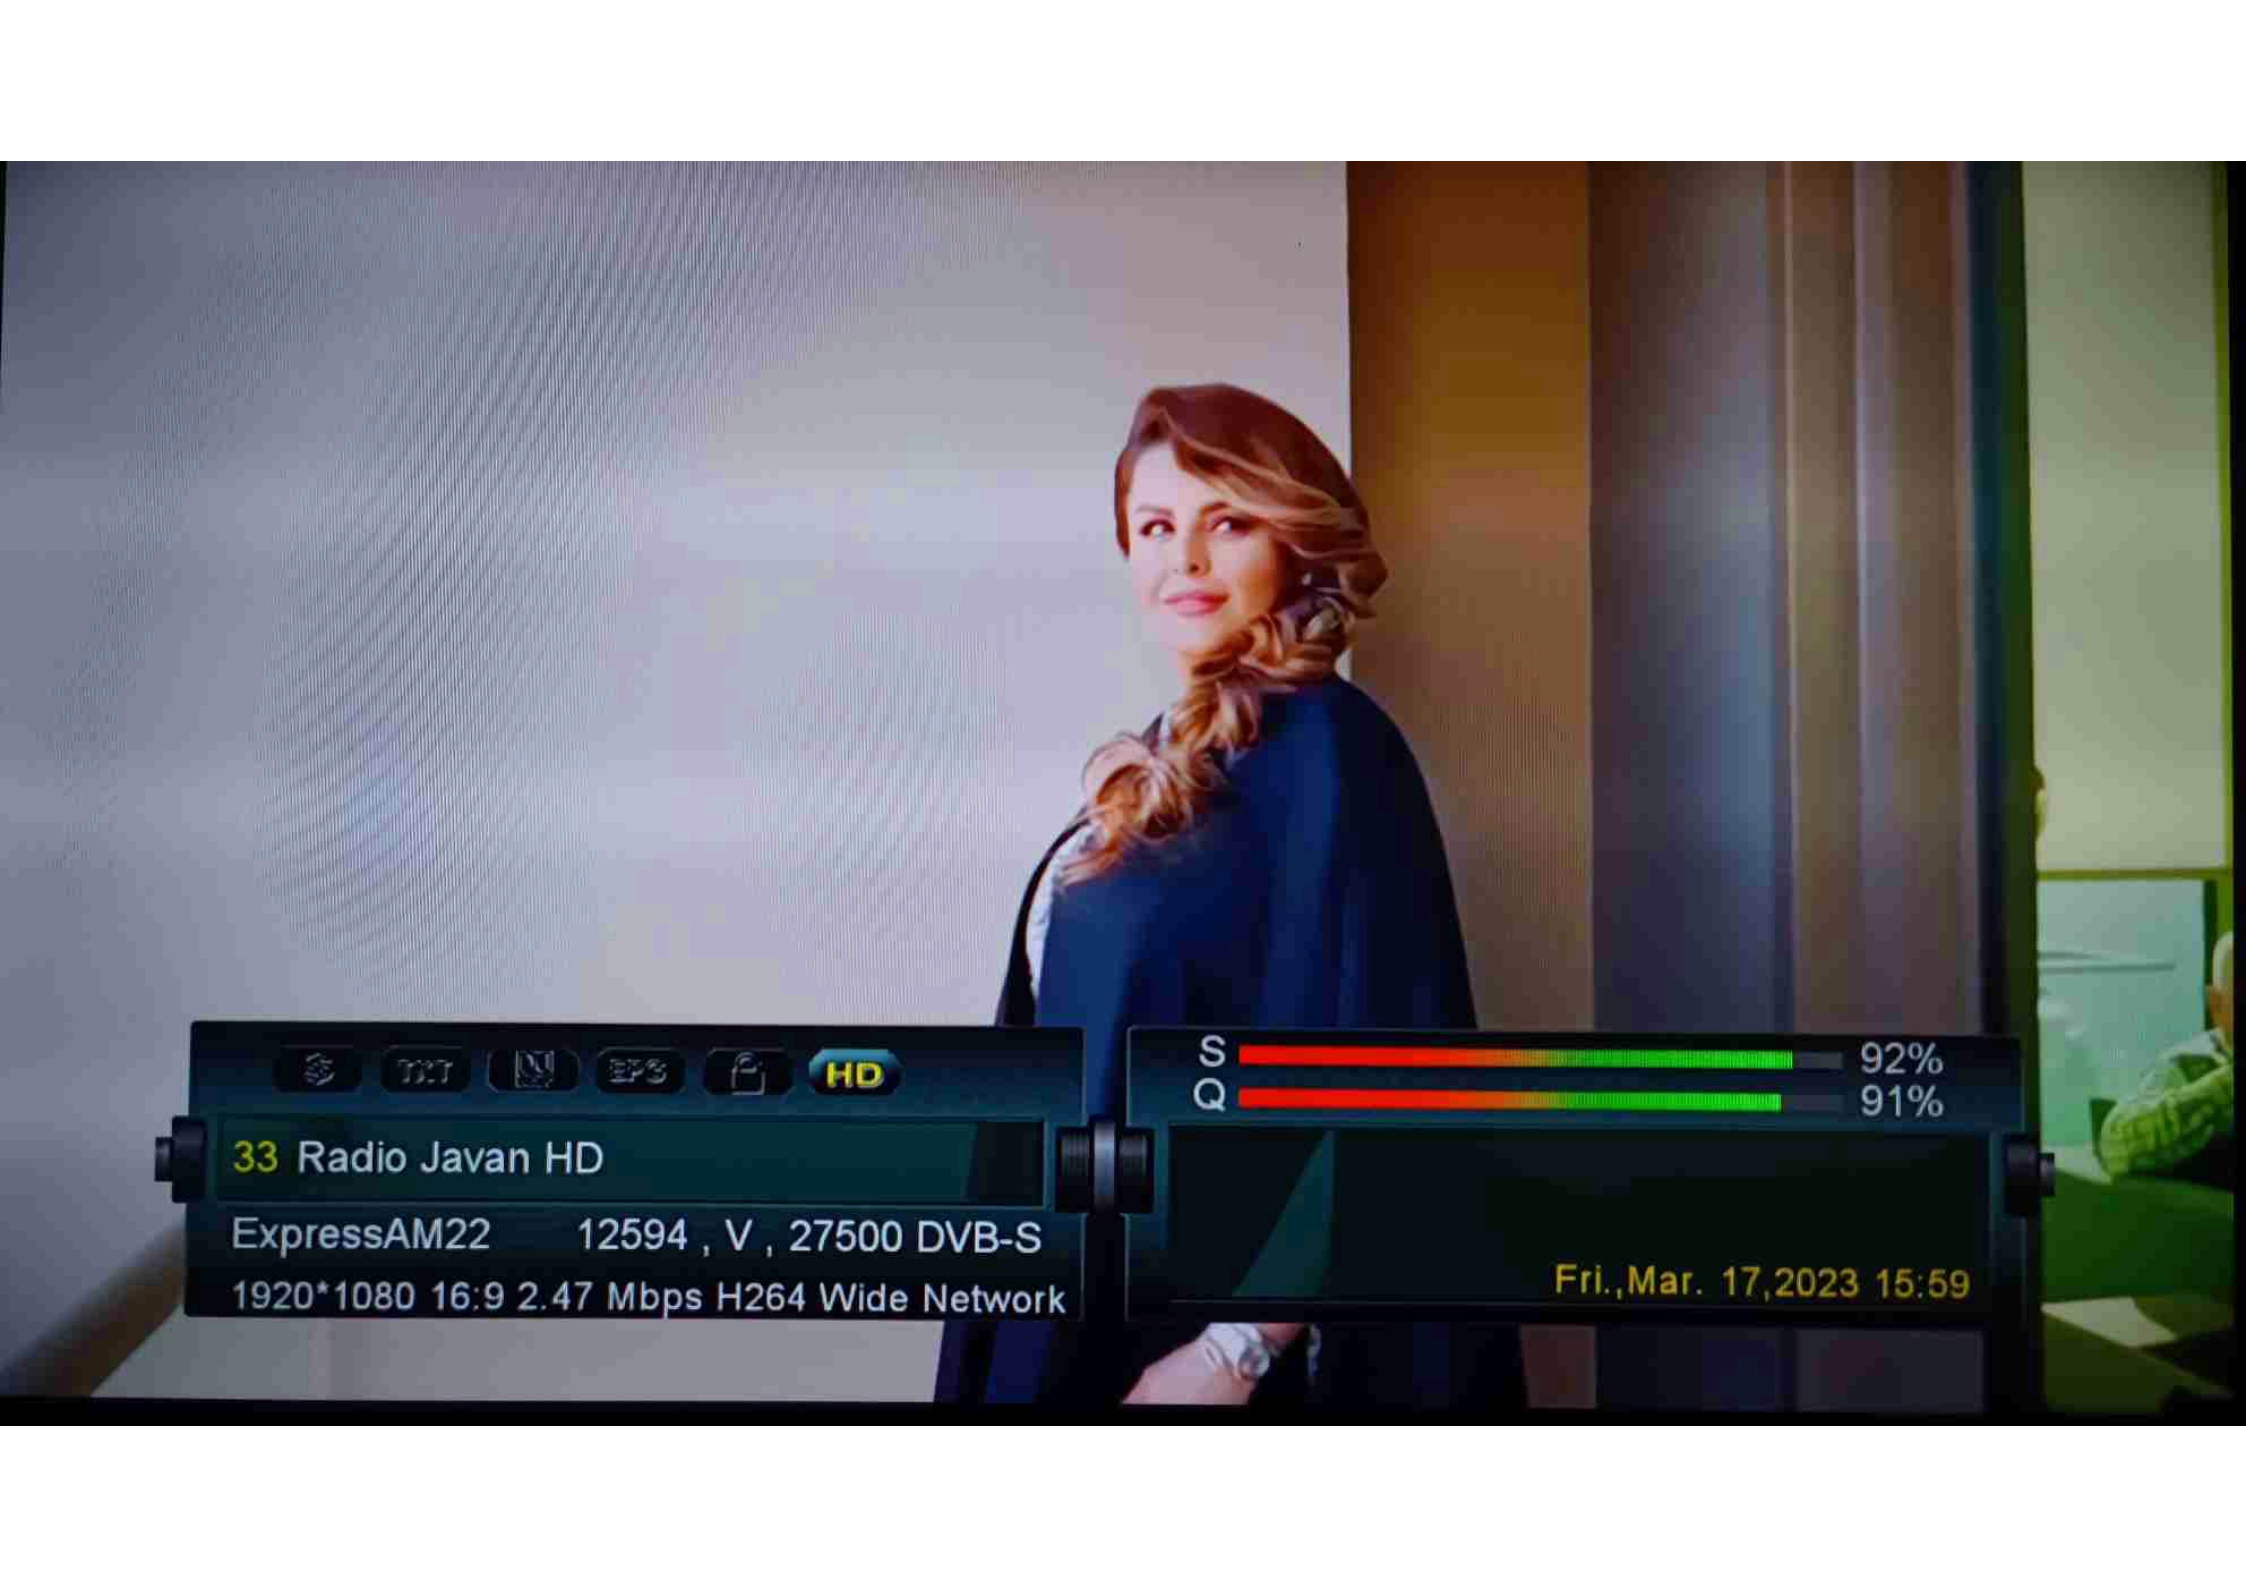 TXT
EPG
HD
S 92%
Q 91%
33 Radio Javan HD
ExpressAM22 12594 , V , 27500 DVB-S
1920*1080 16:9 2.47 Mbps H264 Wide Network
Fri.,Mar. 17,2023 15:59